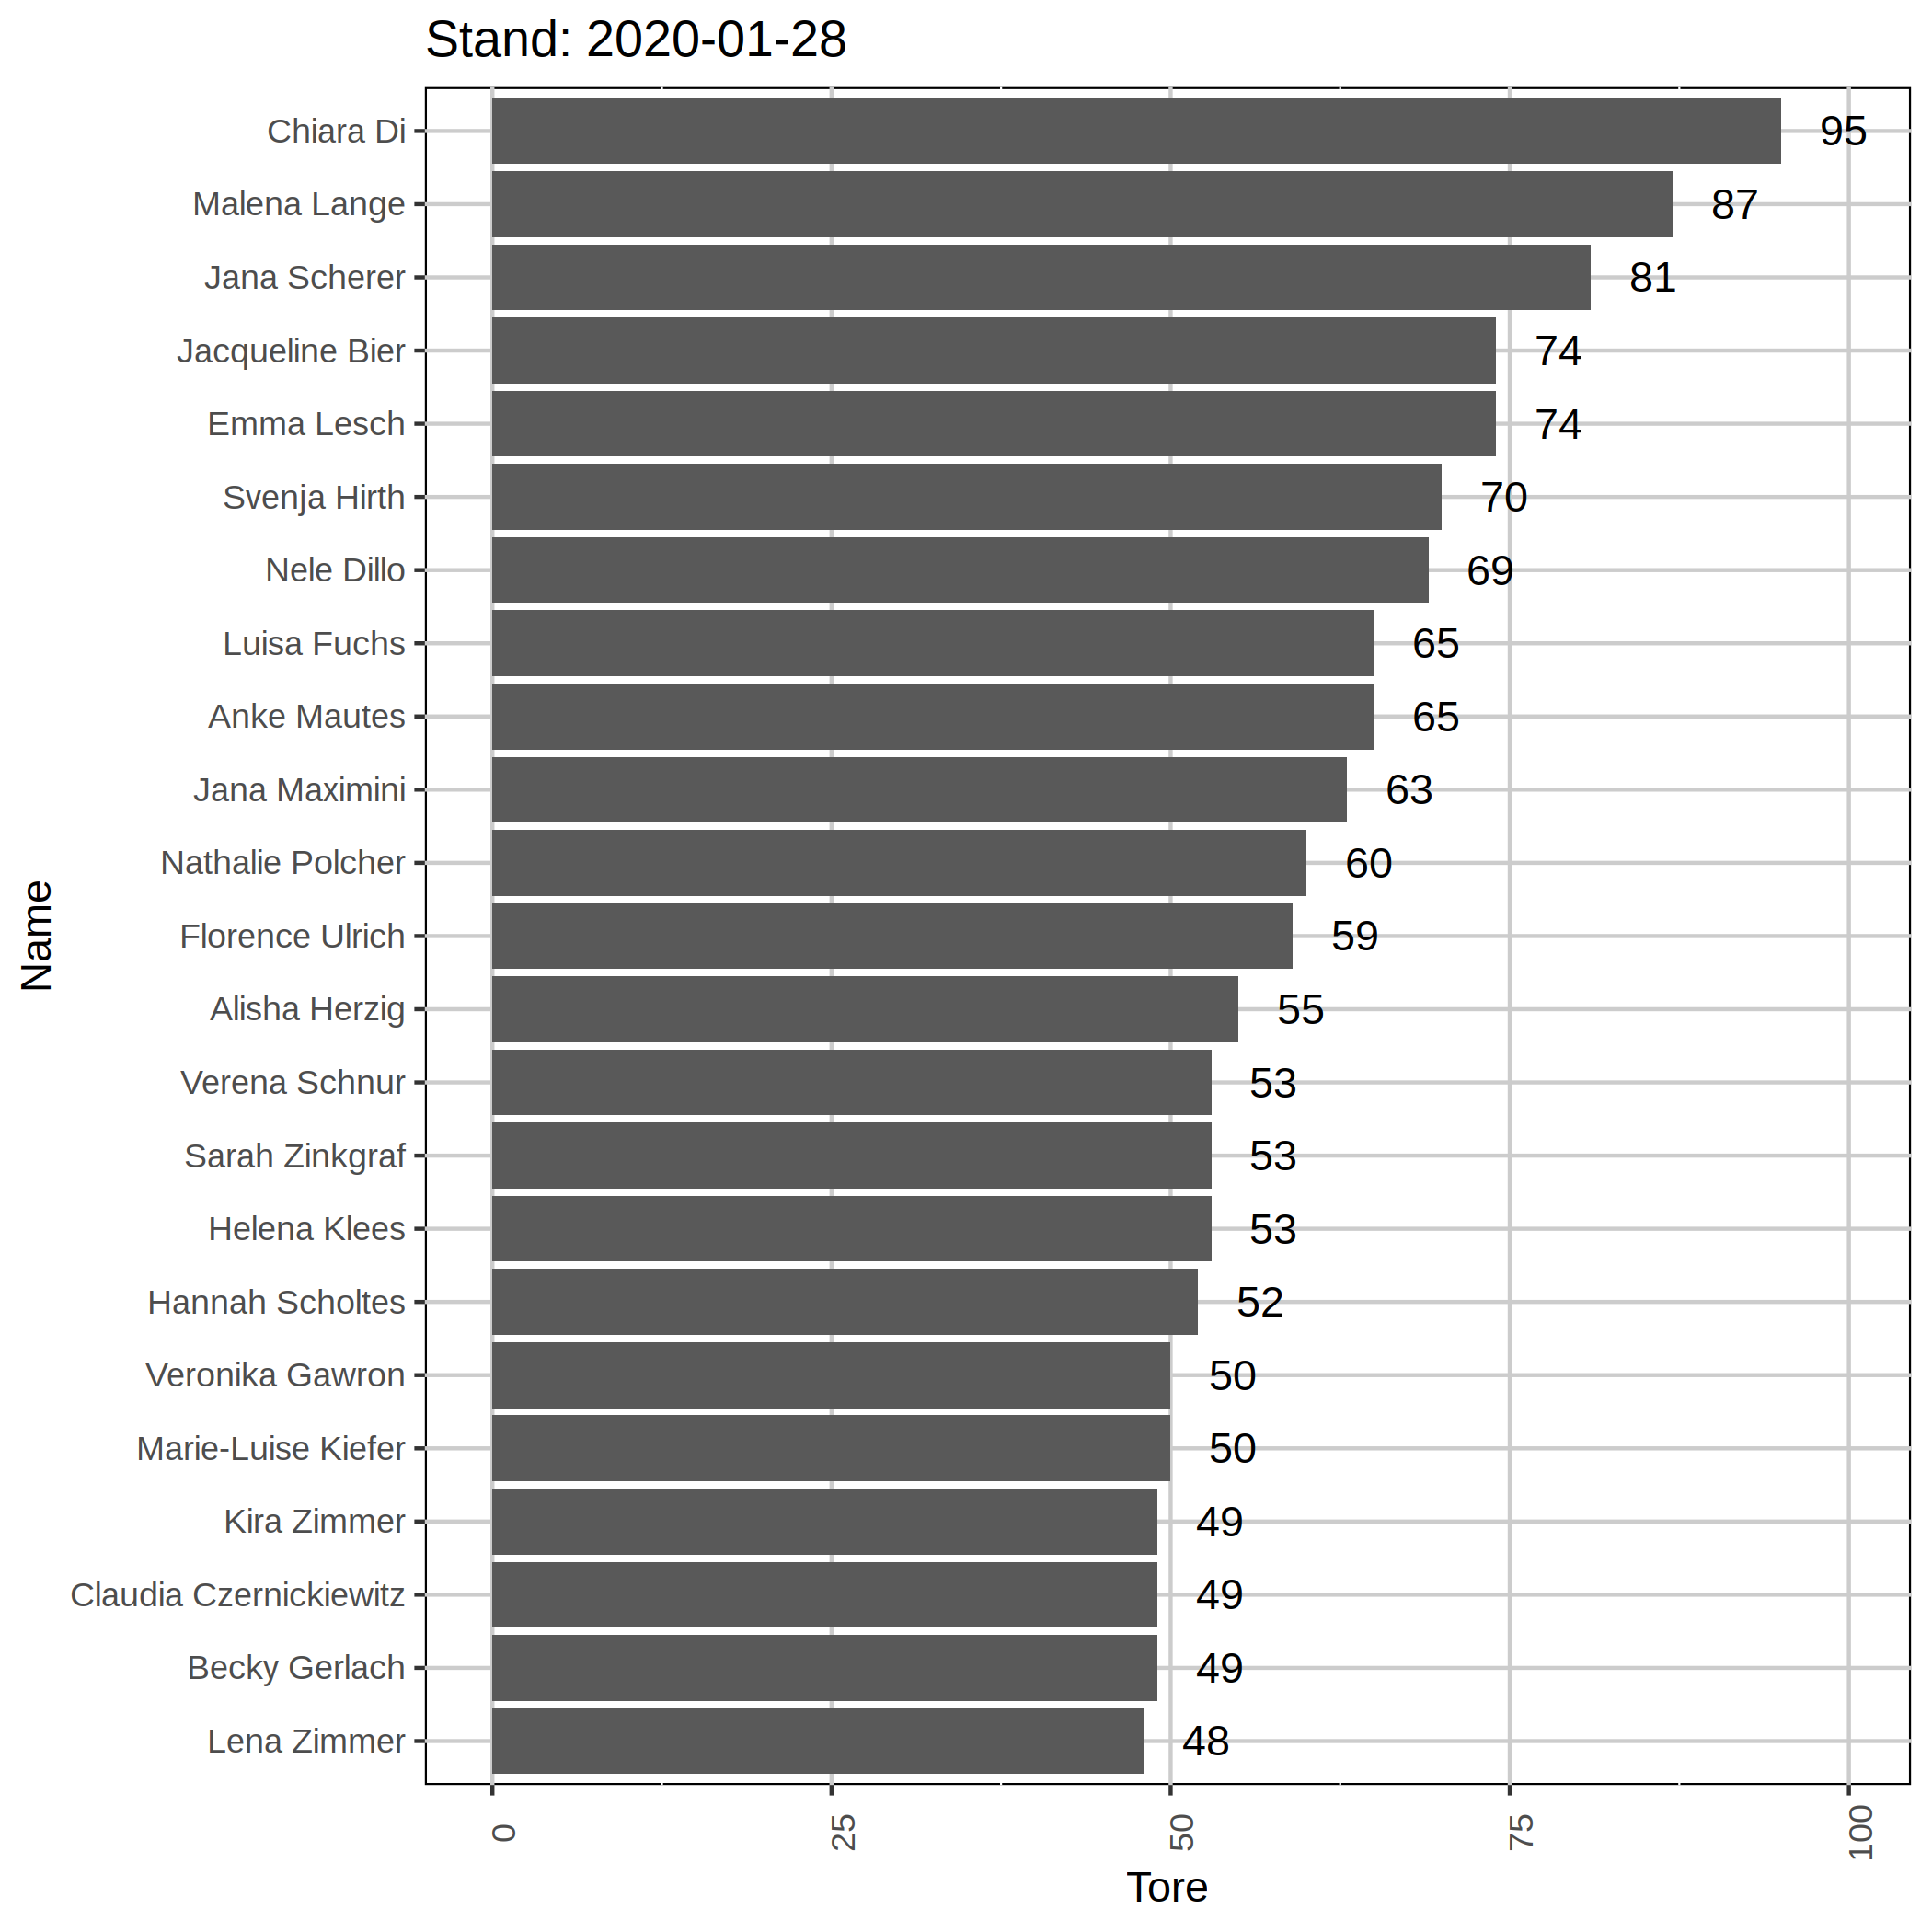 Stand: 2020-01-28
Chiara Di 95
Malena Lange 87
Jana Scherer 81
Jacqueline Bier 74
Emma Lesch 74
Svenja Hirth 70
Nele Dillo 69
Luisa Fuchs 65
Anke Mautes 65
Jana Maximini 63
Nathalie Polcher 60
Florence Ulrich 59
Alisha Herzig 55
Verena Schnur 53
Sarah Zinkgraf 53
Helena Klees 53
Hannah Scholtes 52
Veronika Gawron 50
Marie-Luise Kiefer 50
Kira Zimmer 49
Claudia Czernickiewitz 49
Becky Gerlach 49
Lena Zimmer 48
Name
0 25 50 75 100
Tore